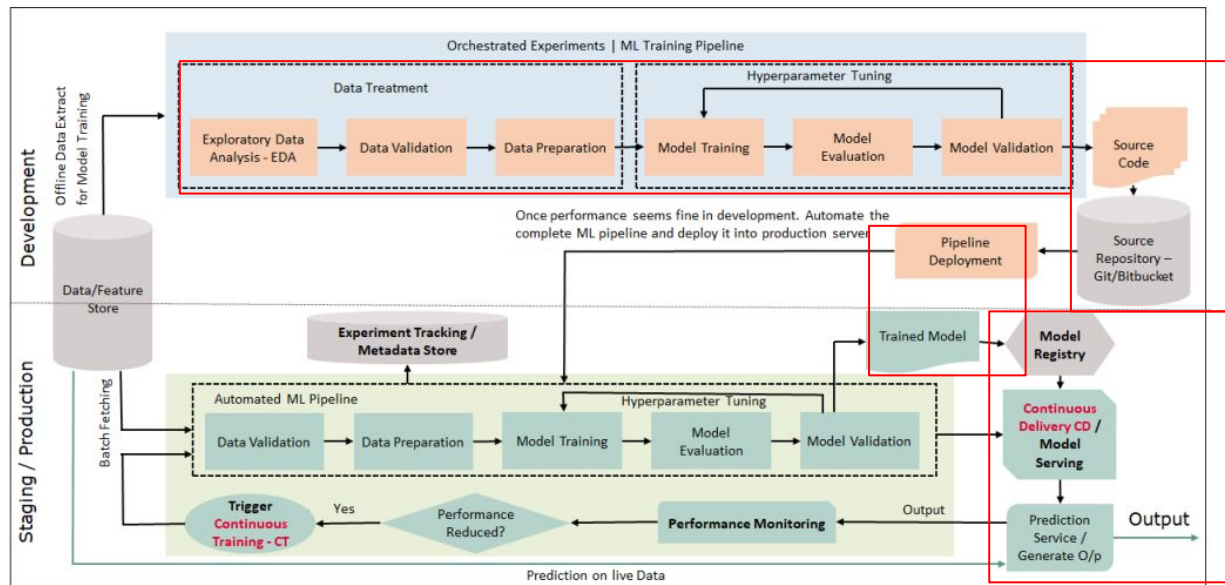 Orchestrated Experiments | ML Training Pipeline
Offline Data Extract
for Model Training
Data Treatment
Hyperparameter Tuning
Exploratory Data
Analysis - EDA
Data Validation
Data Preparation
Model Training
Model
Evaluation
Model Validation
Source
Code
Development
Once performance seems fine in development. Automate the
complete ML pipeline and deploy it into production server
Pipeline
Deployment
Source
Repository –
Git/Bitbucket
Data/Feature
Store
Experiment Tracking /
Metadata Store
Trained Model
Model
Registry
Staging / Production
Batch Fetching
Automated ML Pipeline
Hyperparameter Tuning
Data Validation
Data Preparation
Model Training
Model
Evaluation
Model Validation
Continuous
Delivery CD /
Model
Serving
Trigger
Continuous
Training - CT
Yes
Performance
Reduced?
Performance Monitoring
Output
Prediction
Service /
Generate O/p
Output
Prediction on live Data